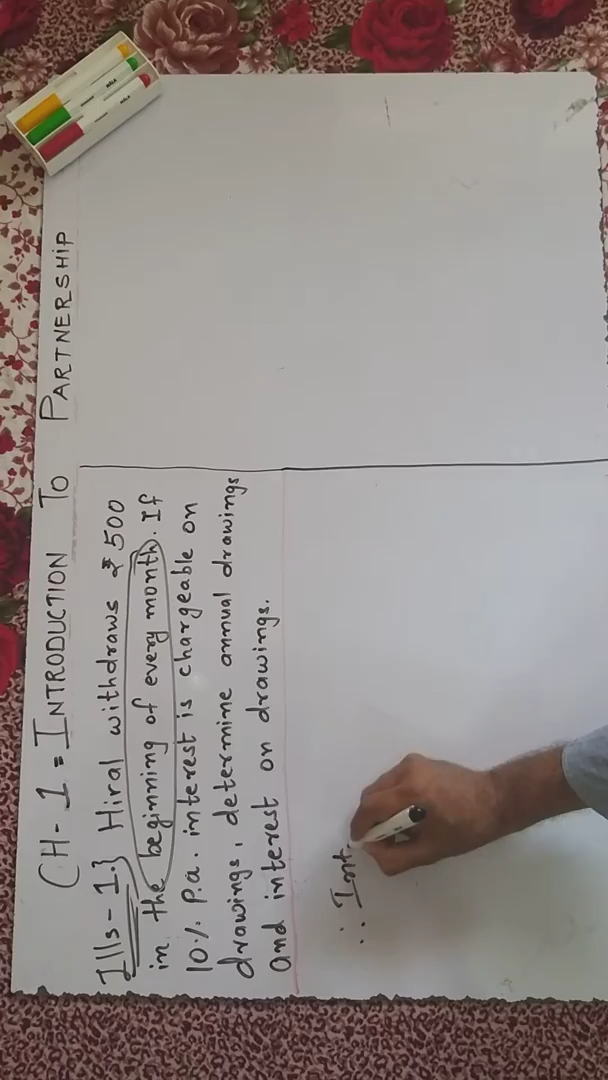 CH-1 = INTRODUCTION TO PARTNERSHIP
Ills-1.} Hiral withdraws ₹500
in the beginning of every month. If
10% p.a. interest is chargeable on
drawings, determine annual drawings
and interest on drawings.
∴ Int.